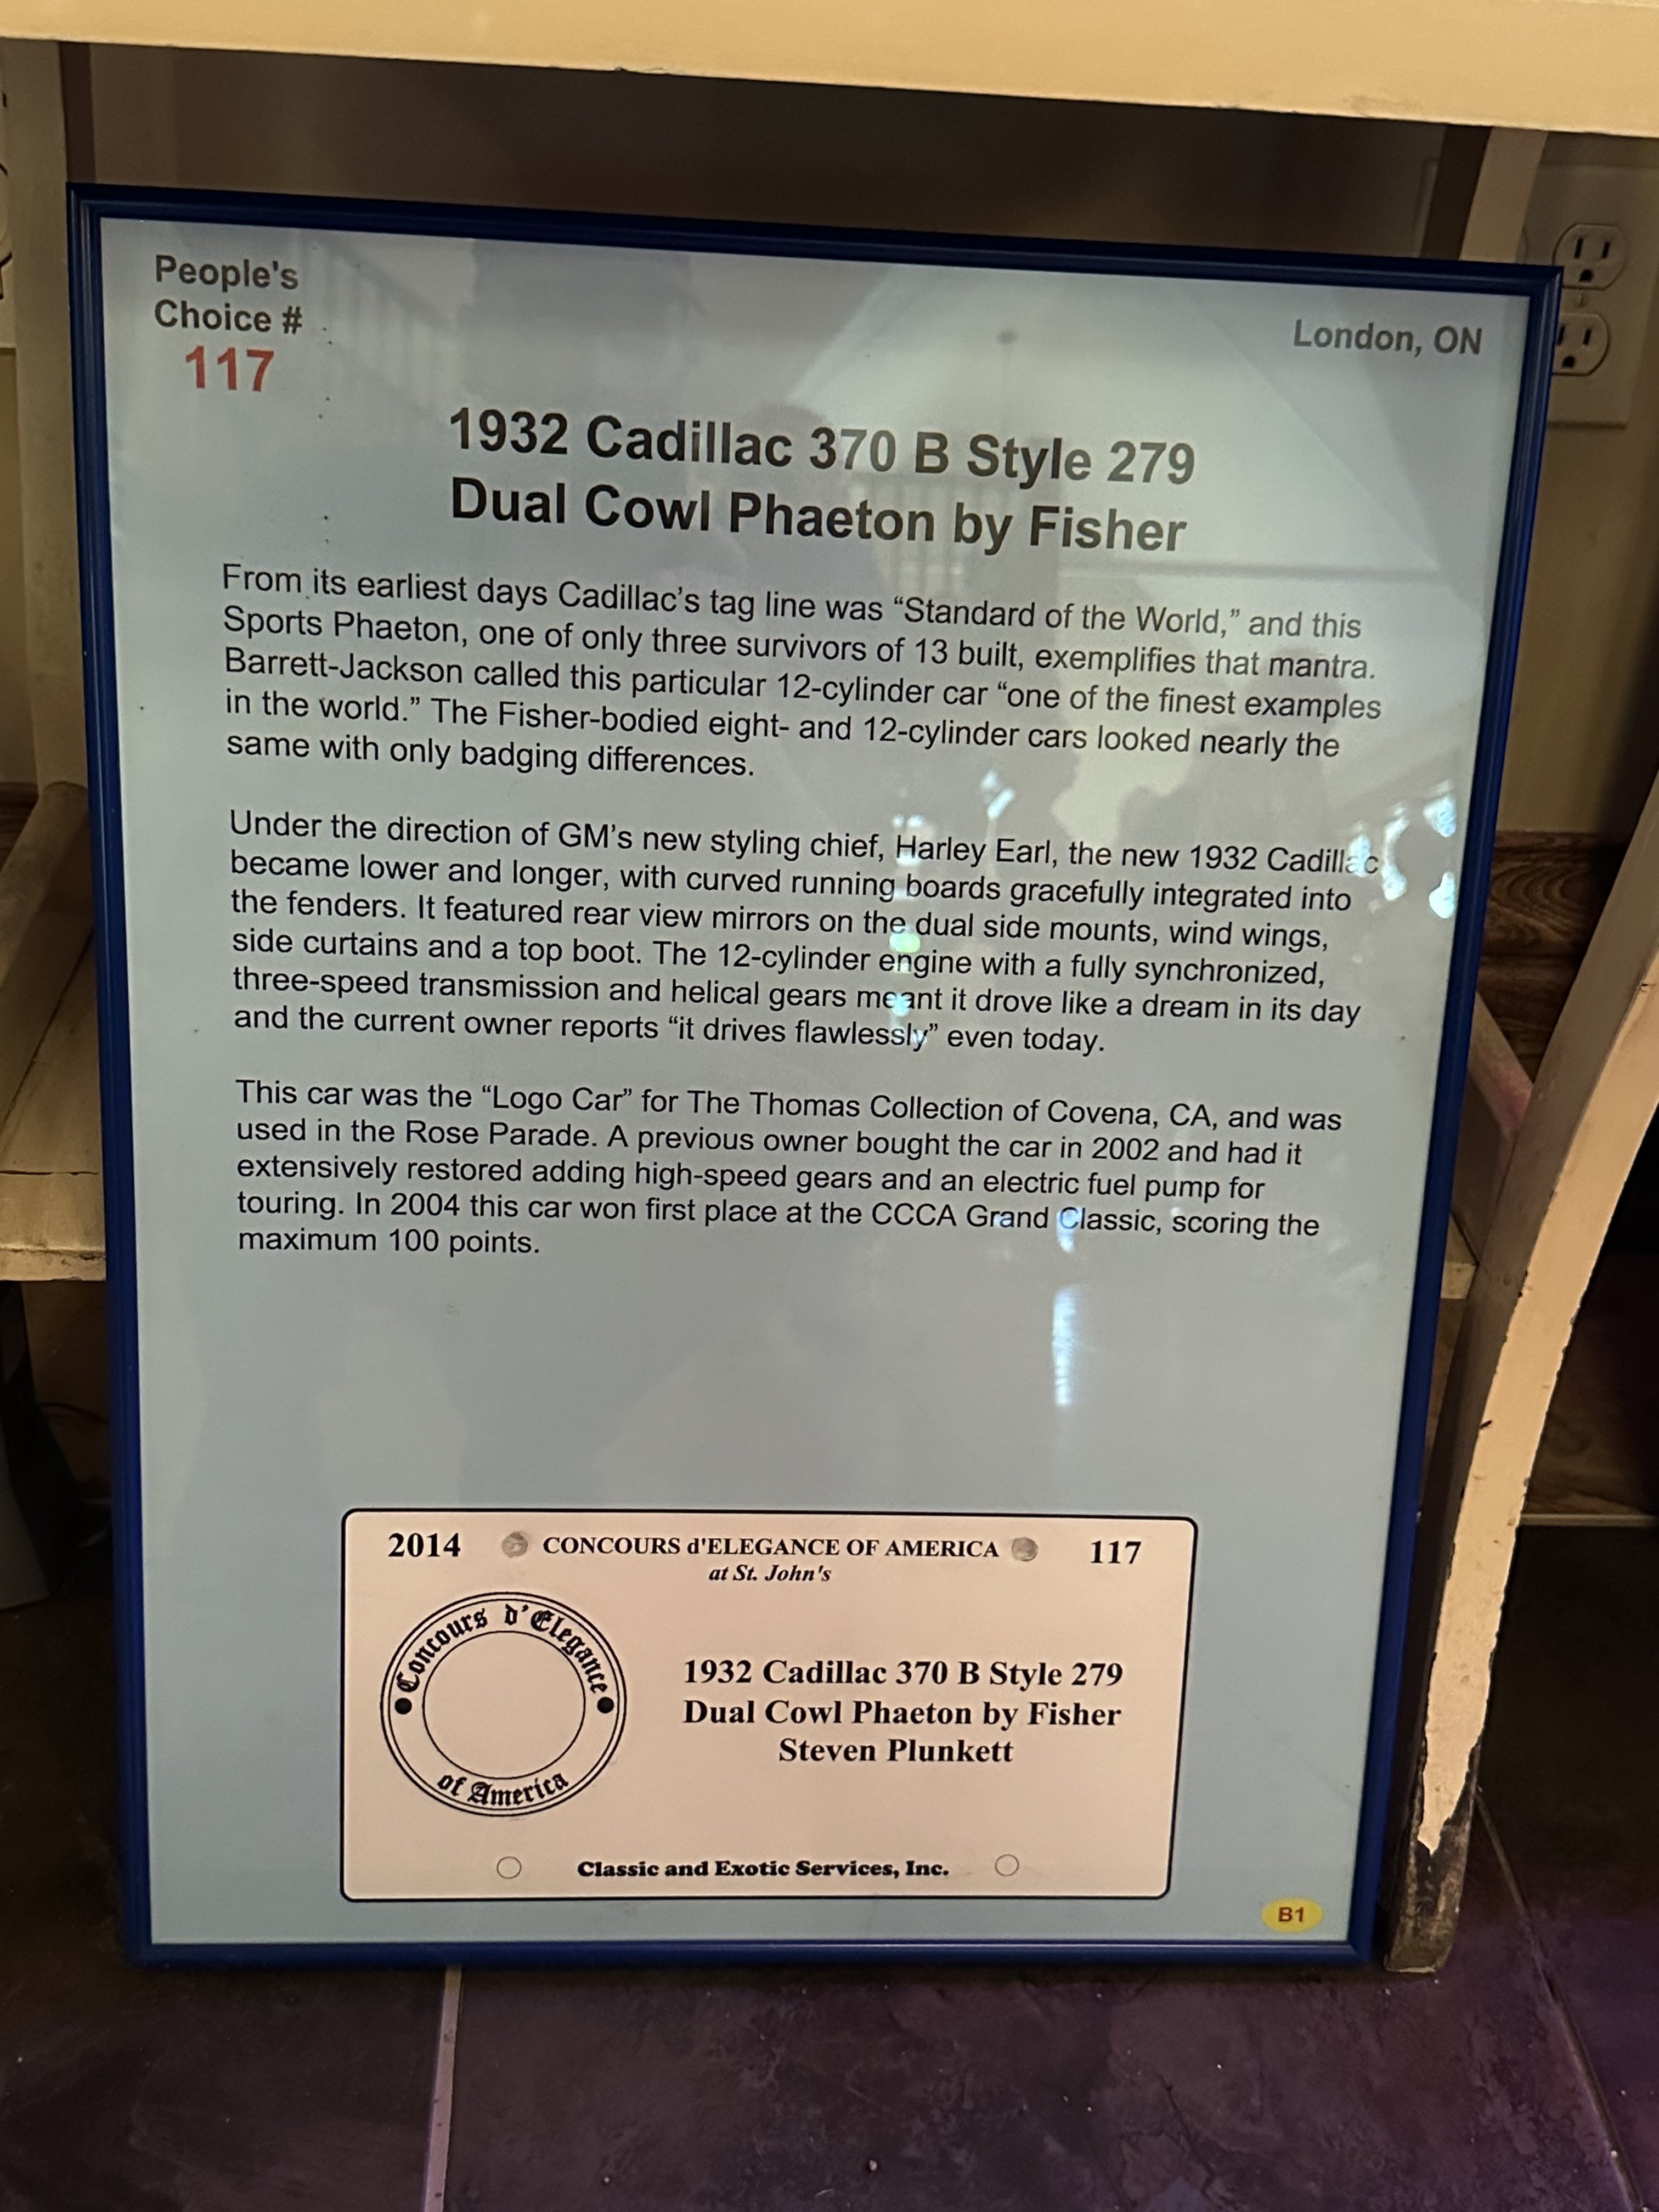 People's
Choice #
117
London, ON
1932 Cadillac 370 B Style 279
Dual Cowl Phaeton by Fisher
From its earliest days Cadillac’s tag line was “Standard of the World,” and this
Sports Phaeton, one of only three survivors of 13 built, exemplifies that mantra.
Barrett-Jackson called this particular 12-cylinder car “one of the finest examples
in the world.” The Fisher-bodied eight- and 12-cylinder cars looked nearly the
same with only badging differences.
Under the direction of GM’s new styling chief, Harley Earl, the new 1932 Cadillac
became lower and longer, with curved running boards gracefully integrated into
the fenders. It featured rear view mirrors on the dual side mounts, wind wings,
side curtains and a top boot. The 12-cylinder engine with a fully synchronized,
three-speed transmission and helical gears meant it drove like a dream in its day
and the current owner reports “it drives flawlessly” even today.
This car was the “Logo Car” for The Thomas Collection of Covena, CA, and was
used in the Rose Parade. A previous owner bought the car in 2002 and had it
extensively restored adding high-speed gears and an electric fuel pump for
touring. In 2004 this car won first place at the CCCA Grand Classic, scoring the
maximum 100 points.
2014 CONCOURS d'ELEGANCE OF AMERICA 117
at St. John's
Concours d'Elegance
of America
1932 Cadillac 370 B Style 279
Dual Cowl Phaeton by Fisher
Steven Plunkett
Classic and Exotic Services, Inc.
B1